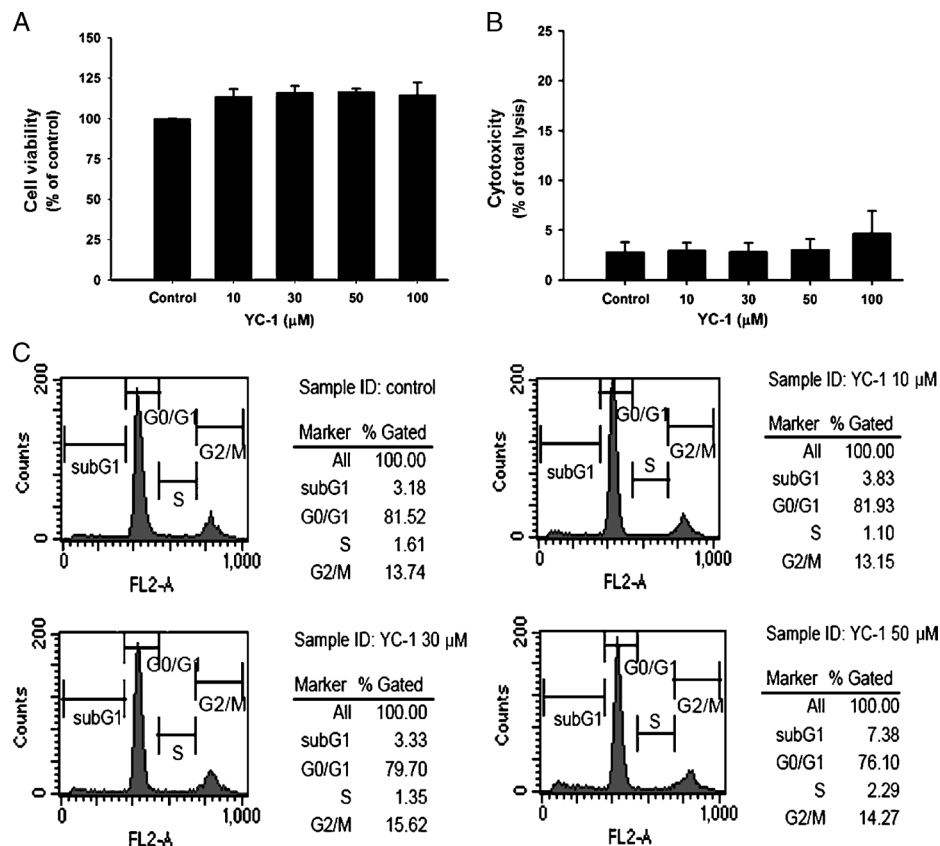 A
Cell viability
(% of control)
150
125
100
75
50
25
0
Control 10 30 50 100
YC-1 (µM)
B
Cytotoxicity
(% of total lysis)
25
20
15
10
5
0
Control 10 30 50 100
YC-1 (µM)
C
Counts
200
0
subG1
G0/G1
S
G2/M
0 1,000
FL2-A
Sample ID: control
Marker % Gated
All 100.00
subG1 3.18
G0/G1 81.52
S 1.61
G2/M 13.74
Counts
200
0
subG1
G0/G1
S
G2/M
0 1,000
FL2-A
Sample ID: YC-1 10 µM
Marker % Gated
All 100.00
subG1 3.83
G0/G1 81.93
S 1.10
G2/M 13.15
Counts
200
0
subG1
G0/G1
S
G2/M
0 1,000
FL2-A
Sample ID: YC-1 30 µM
Marker % Gated
All 100.00
subG1 3.33
G0/G1 79.70
S 1.35
G2/M 15.62
Counts
200
0
subG1
G0/G1
S
G2/M
0 1,000
FL2-A
Sample ID: YC-1 50 µM
Marker % Gated
All 100.00
subG1 7.38
G0/G1 76.10
S 2.29
G2/M 14.27